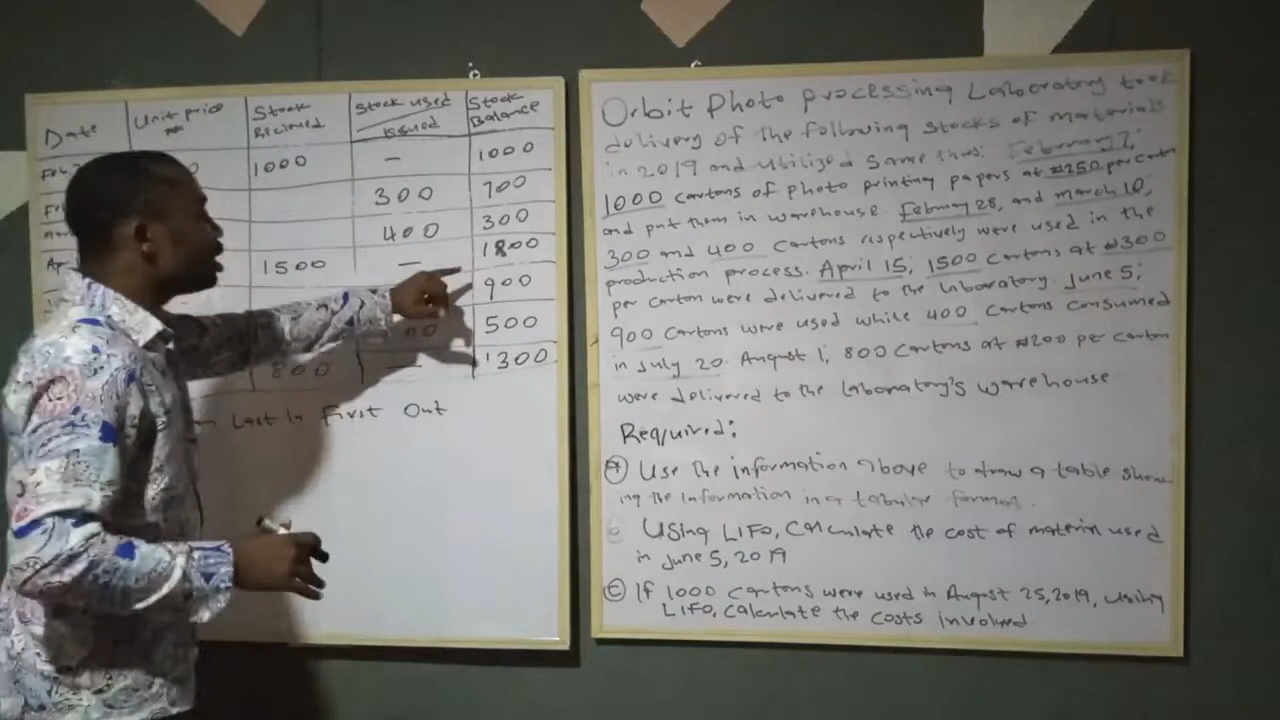 Date Unit price Stock Recieved Stock used / issued Stock Balance
1000 — 1000
300 700
400 300
1500 — 1800
900
500
800 — 1300
Last In First Out
Orbit Photo processing Laboratory took
delivery of the following stocks of materials
in 2019 and utilized same thus: February 7;
1000 cartons of photo printing papers at ₦250 per carton
and put them in warehouse. February 28, and march 10,
300 and 400 cartons respectively were used in the
production process. April 15; 1500 cartons at ₦300
per carton were delivered to the laboratory. June 5;
900 cartons were used while 400 cartons consumed
in July 20. August 1; 800 cartons at ₦200 per carton
were delivered to the laboratory's warehouse
Required:
(A) Use the information above to draw a table show-
ing the information in a tabular format.
Using LIFO, calculate the cost of material used
in June 5, 2019
(C) If 1000 cartons were used in August 25, 2019, using
LIFO, calculate the costs involved